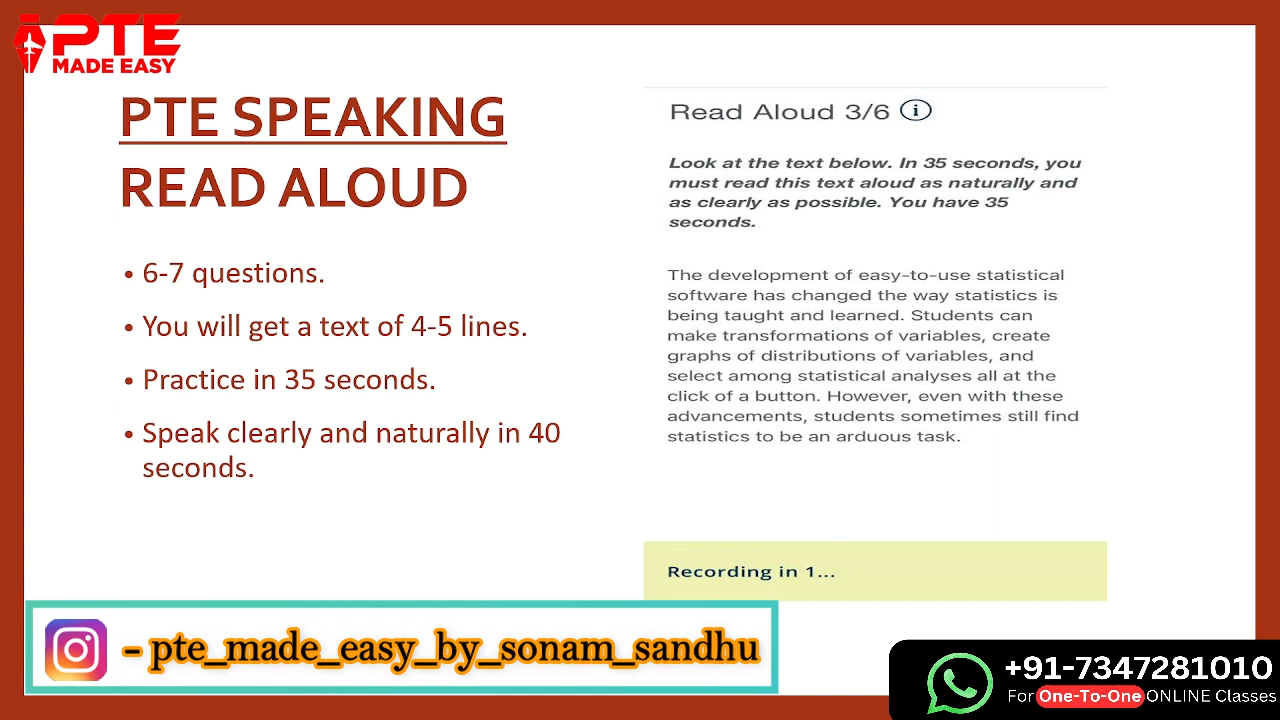 PTE
MADE EASY
PTE SPEAKING
READ ALOUD
• 6-7 questions.
• You will get a text of 4-5 lines.
• Practice in 35 seconds.
• Speak clearly and naturally in 40
seconds.
Read Aloud 3/6 i
Look at the text below. In 35 seconds, you
must read this text aloud as naturally and
as clearly as possible. You have 35
seconds.
The development of easy-to-use statistical
software has changed the way statistics is
being taught and learned. Students can
make transformations of variables, create
graphs of distributions of variables, and
select among statistical analyses all at the
click of a button. However, even with these
advancements, students sometimes still find
statistics to be an arduous task.
Recording in 1...
- pte_made_easy_by_sonam_sandhu
+91-7347281010
For One-To-One ONLINE Classes